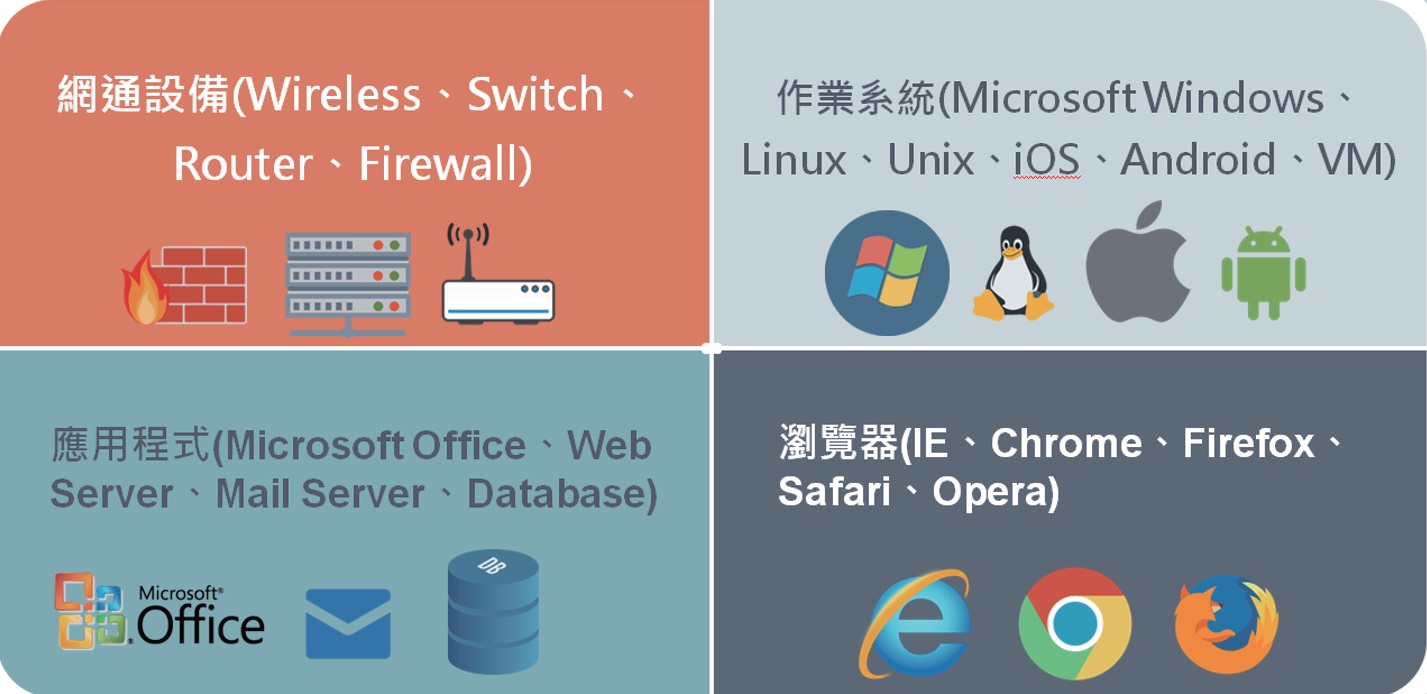 網通設備(Wireless、Switch、
Router、Firewall)
作業系統(Microsoft Windows、
Linux、Unix、iOS、Android、VM)
應用程式(Microsoft Office、Web
Server、Mail Server、Database)
Microsoft®
Office
DB
瀏覽器(IE、Chrome、Firefox、
Safari、Opera)